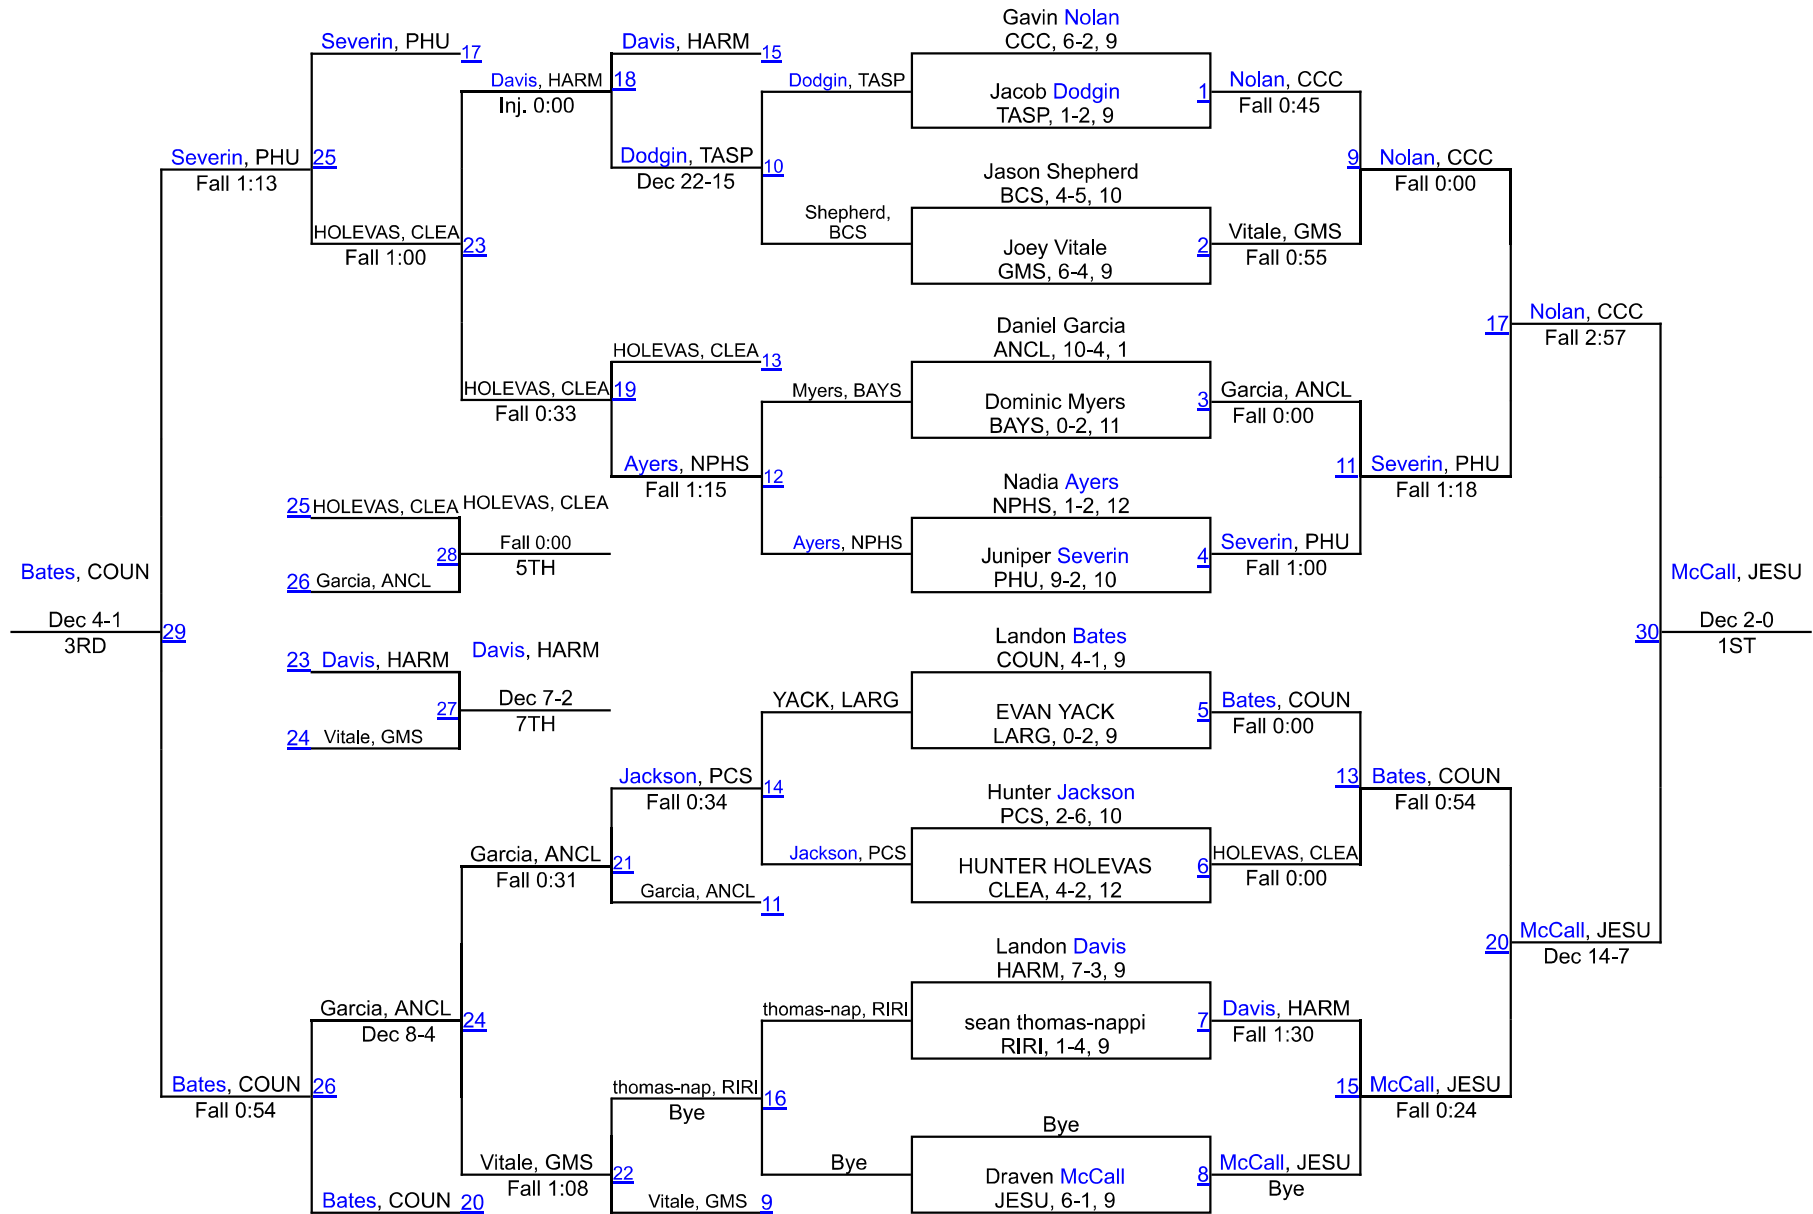 Gavin Nolan
CCC, 6-2, 9
Severin, PHU
17
Davis, HARM
15
Davis, HARM
18
Inj. 0:00
Dodgin, TASP
Jacob Dodgin
TASP, 1-2, 9
1
Nolan, CCC
Fall 0:45
Severin, PHU
25
Fall 1:13
Dodgin, TASP
10
Dec 22-15
Jason Shepherd
BCS, 4-5, 10
9
Nolan, CCC
Fall 0:00
HOLEVAS, CLEA
23
Fall 1:00
Shepherd,
BCS
Joey Vitale
GMS, 6-4, 9
2
Vitale, GMS
Fall 0:55
Daniel Garcia
ANCL, 10-4, 1
17
Nolan, CCC
Fall 2:57
HOLEVAS, CLEA
13
HOLEVAS, CLEA
19
Fall 0:33
Myers, BAYS
Dominic Myers
BAYS, 0-2, 11
3
Garcia, ANCL
Fall 0:00
Ayers, NPHS
12
Fall 1:15
Nadia Ayers
NPHS, 1-2, 12
11
Severin, PHU
Fall 1:18
25
HOLEVAS, CLEA
HOLEVAS, CLEA
28
Fall 0:00
5TH
26
Garcia, ANCL
Ayers, NPHS
Juniper Severin
PHU, 9-2, 10
4
Severin, PHU
Fall 1:00
Bates, COUN
Dec 4-1
29
3RD
McCall, JESU
30
Dec 2-0
1ST
23
Davis, HARM
Davis, HARM
27
Dec 7-2
7TH
24
Vitale, GMS
Landon Bates
COUN, 4-1, 9
YACK, LARG
EVAN YACK
LARG, 0-2, 9
5
Bates, COUN
Fall 0:00
Jackson, PCS
14
Fall 0:34
Hunter Jackson
PCS, 2-6, 10
13
Bates, COUN
Fall 0:54
Garcia, ANCL
21
Fall 0:31
Jackson, PCS
HUNTER HOLEVAS
CLEA, 4-2, 12
6
HOLEVAS, CLEA
Fall 0:00
Garcia, ANCL
11
Landon Davis
HARM, 7-3, 9
20
McCall, JESU
Dec 14-7
Garcia, ANCL
24
Dec 8-4
thomas-nap, RIRI
sean thomas-nappi
RIRI, 1-4, 9
7
Davis, HARM
Fall 1:30
Bates, COUN
26
Fall 0:54
thomas-nap, RIRI
16
Bye
15
McCall, JESU
Fall 0:24
Bye
Vitale, GMS
22
Fall 1:08
Bye
Draven McCall
JESU, 6-1, 9
8
McCall, JESU
Bye
Bates, COUN
20
Vitale, GMS
9